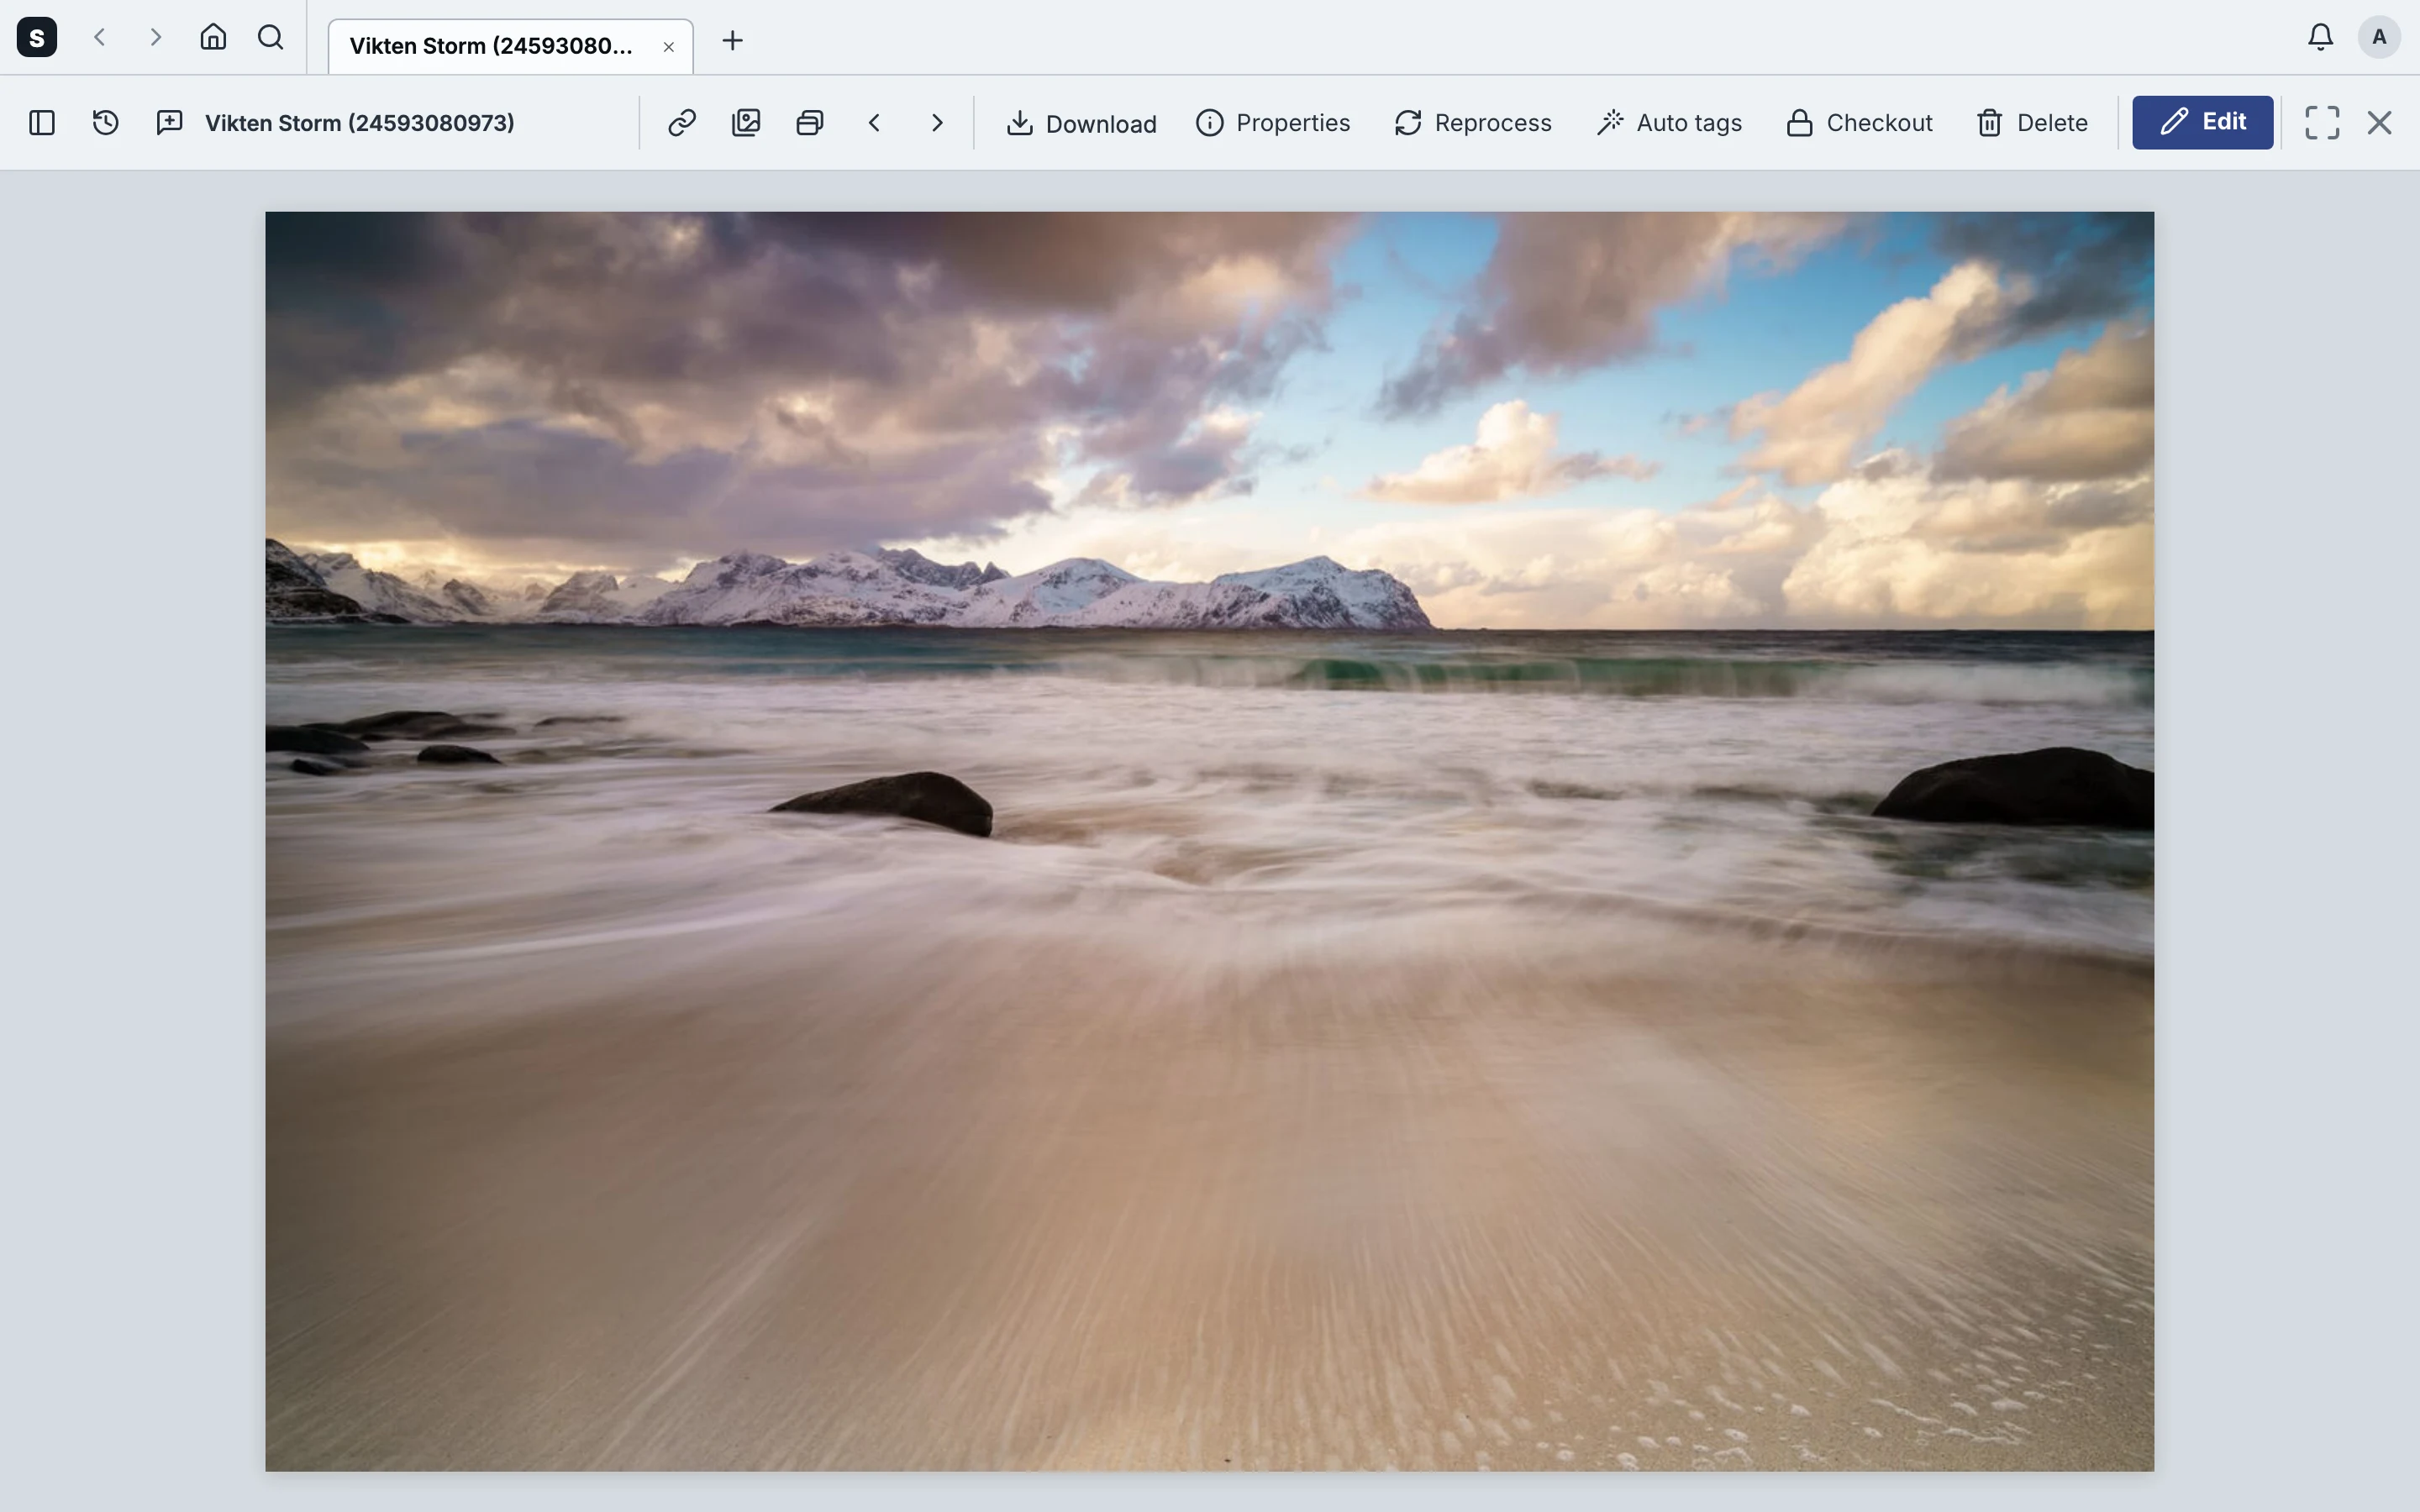 S
Vikten Storm (24593080...
A
Vikten Storm (24593080973)
Download
Properties
Reprocess
Auto tags
Checkout
Delete
Edit